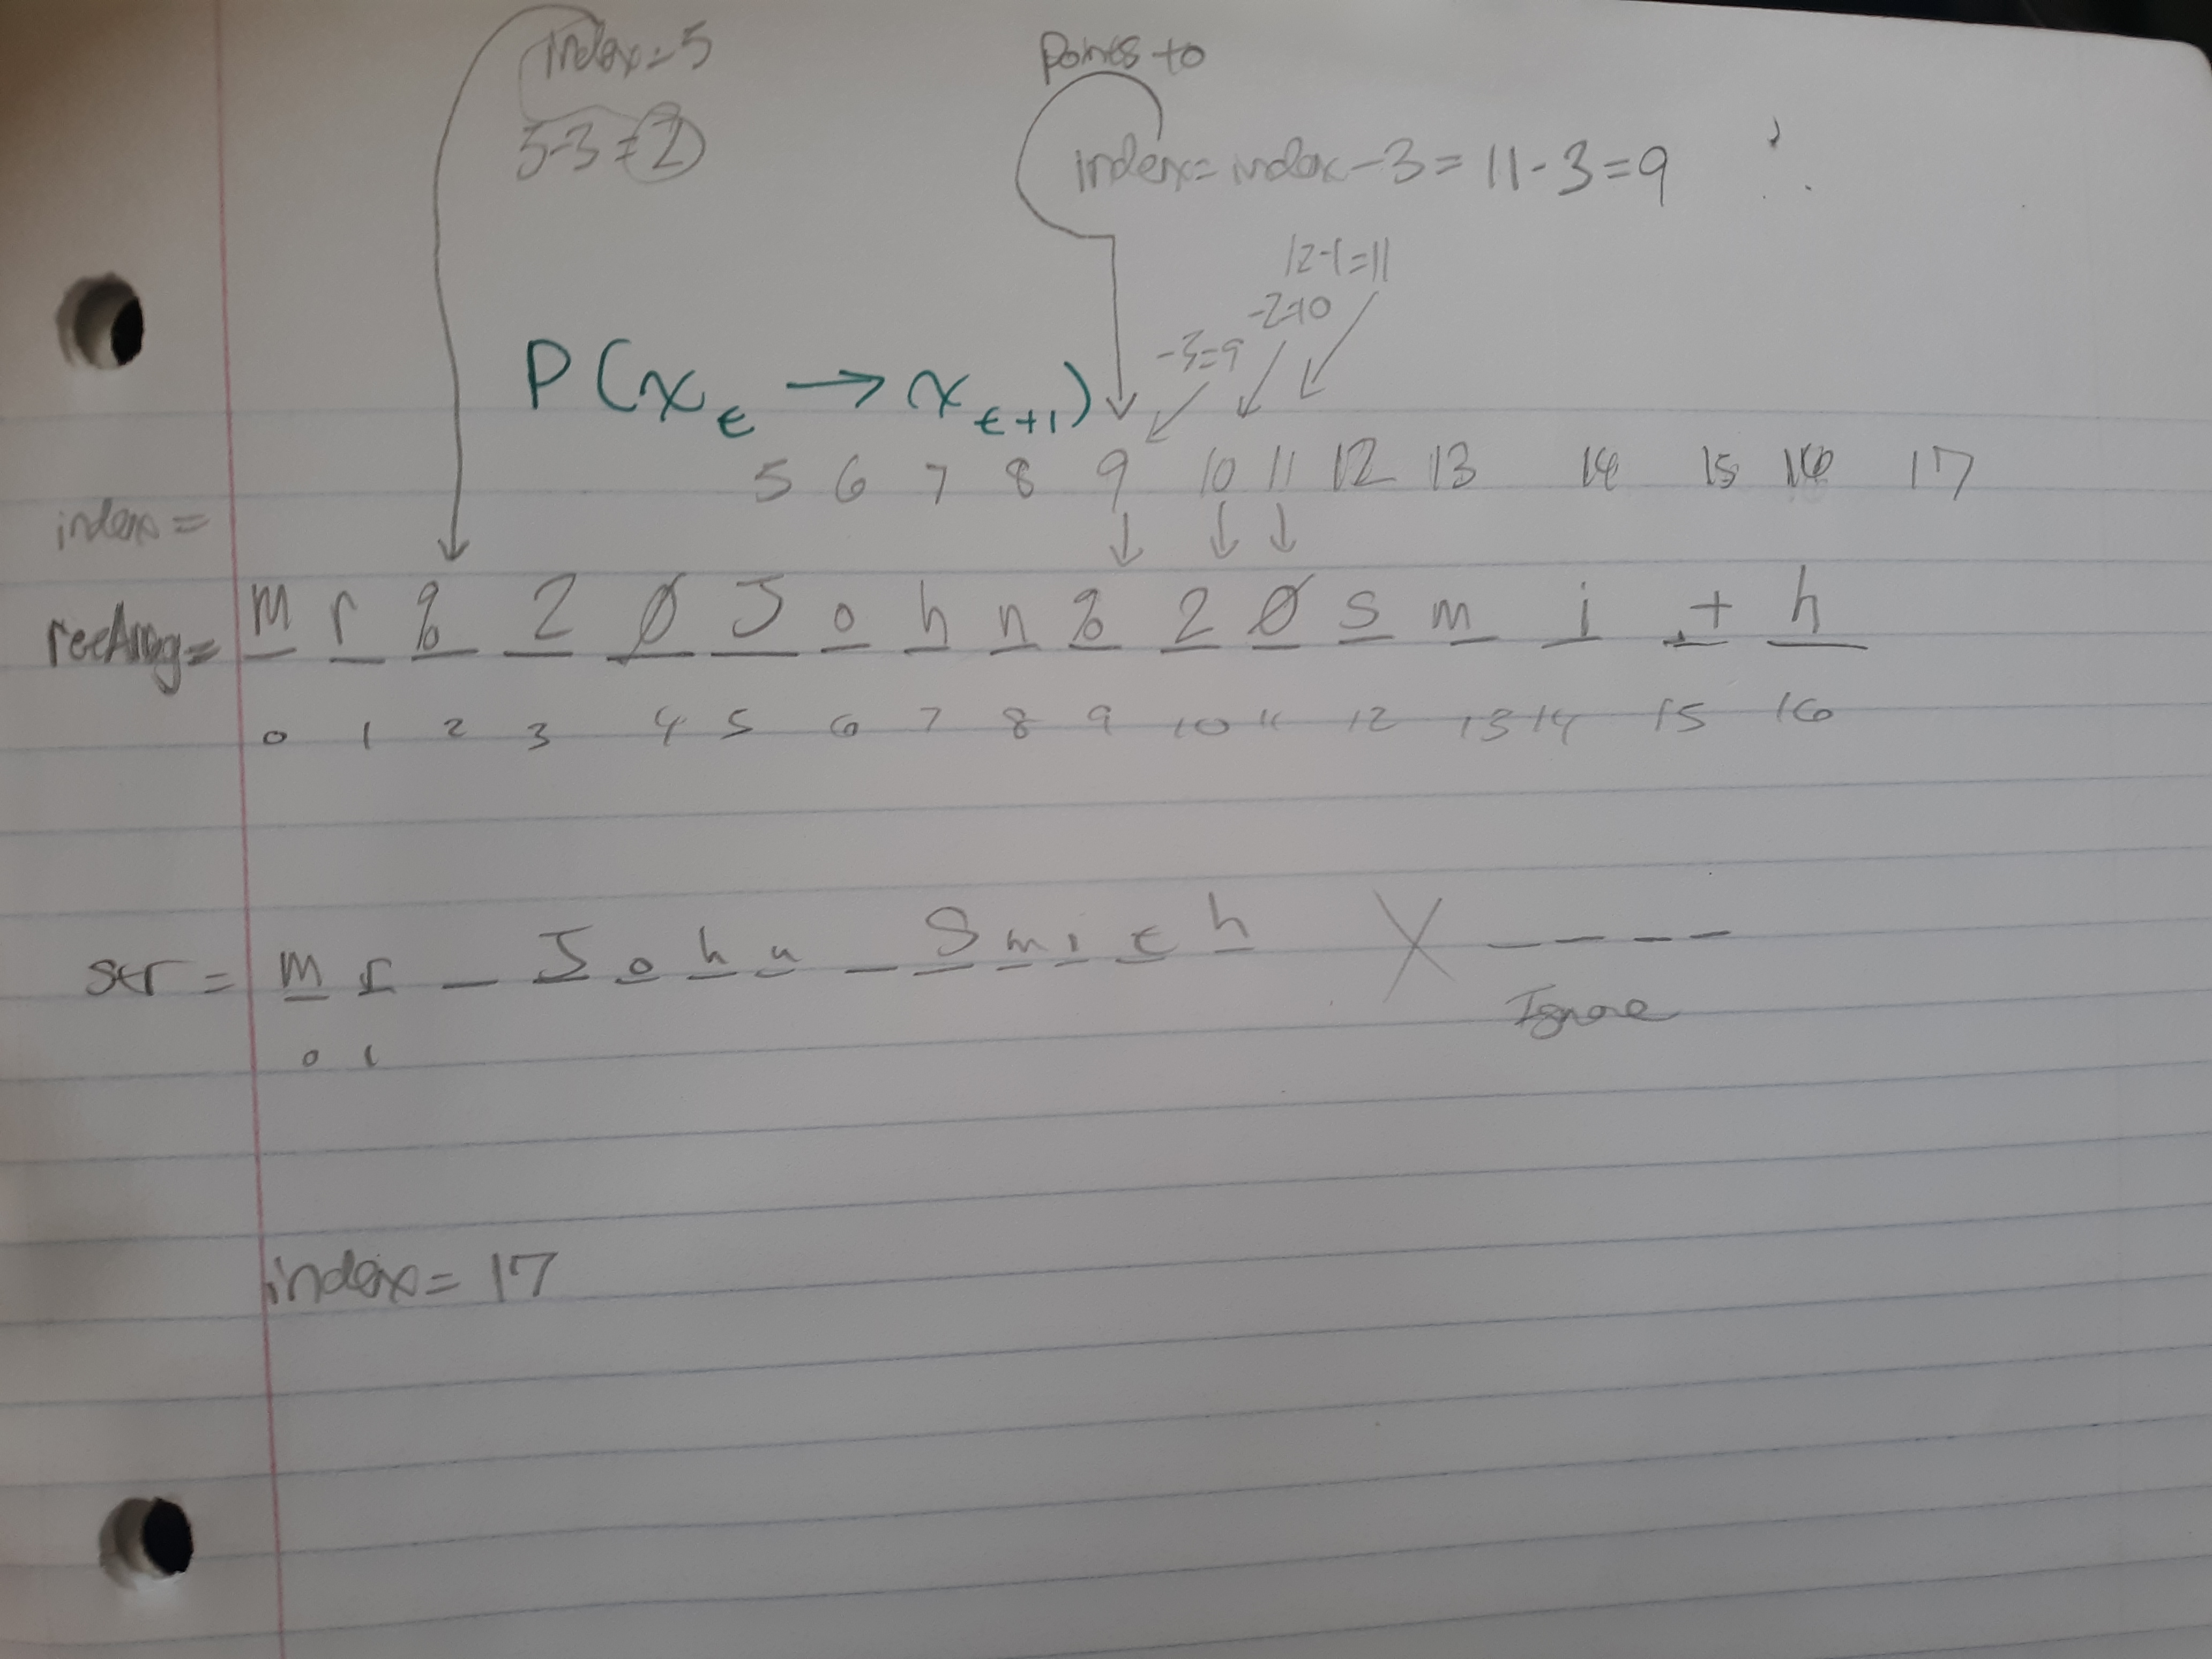 index=5
points to
5-3=2
index=index-3=11-3=9
12-1=11
-2=10
-3=9
P(x_t → x_t+1)
5 6 7 8 9 10 11 12 13 14 15 16 17
index =
m r % 2 0 J o h n % 2 0 s m i t h
0 1 2 3 4 5 6 7 8 9 10 11 12 13 14 15 16
str = m r _ J o h n _ S m i t h X _ _ _ _
Ignore
0 1
index= 17